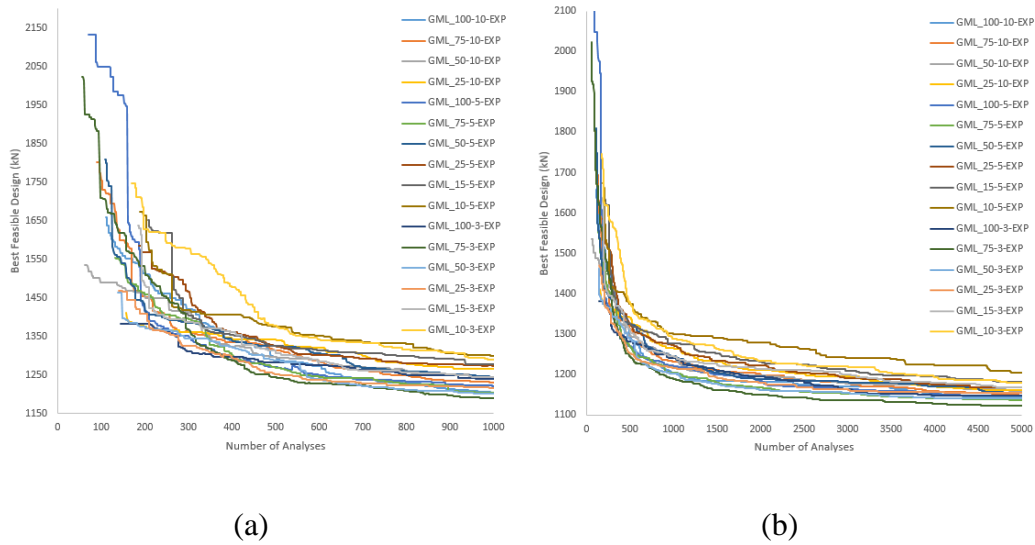 2150
2050
1950
1850
1750
1650
1550
1450
1350
1250
1150
Best Feasible Design (kN)
0 100 200 300 400 500 600 700 800 900 1000
Number of Analyses
GML_100-10-EXP
GML_75-10-EXP
GML_50-10-EXP
GML_25-10-EXP
GML_100-5-EXP
GML_75-5-EXP
GML_50-5-EXP
GML_25-5-EXP
GML_15-5-EXP
GML_10-5-EXP
GML_100-3-EXP
GML_75-3-EXP
GML_50-3-EXP
GML_25-3-EXP
GML_15-3-EXP
GML_10-3-EXP
(a)
2100
2000
1900
1800
1700
1600
1500
1400
1300
1200
1100
Best Feasible Design (kN)
0 500 1000 1500 2000 2500 3000 3500 4000 4500 5000
Number of Analyses
GML_100-10-EXP
GML_75-10-EXP
GML_50-10-EXP
GML_25-10-EXP
GML_100-5-EXP
GML_75-5-EXP
GML_50-5-EXP
GML_25-5-EXP
GML_15-5-EXP
GML_10-5-EXP
GML_100-3-EXP
GML_75-3-EXP
GML_50-3-EXP
GML_25-3-EXP
GML_15-3-EXP
GML_10-3-EXP
(b)